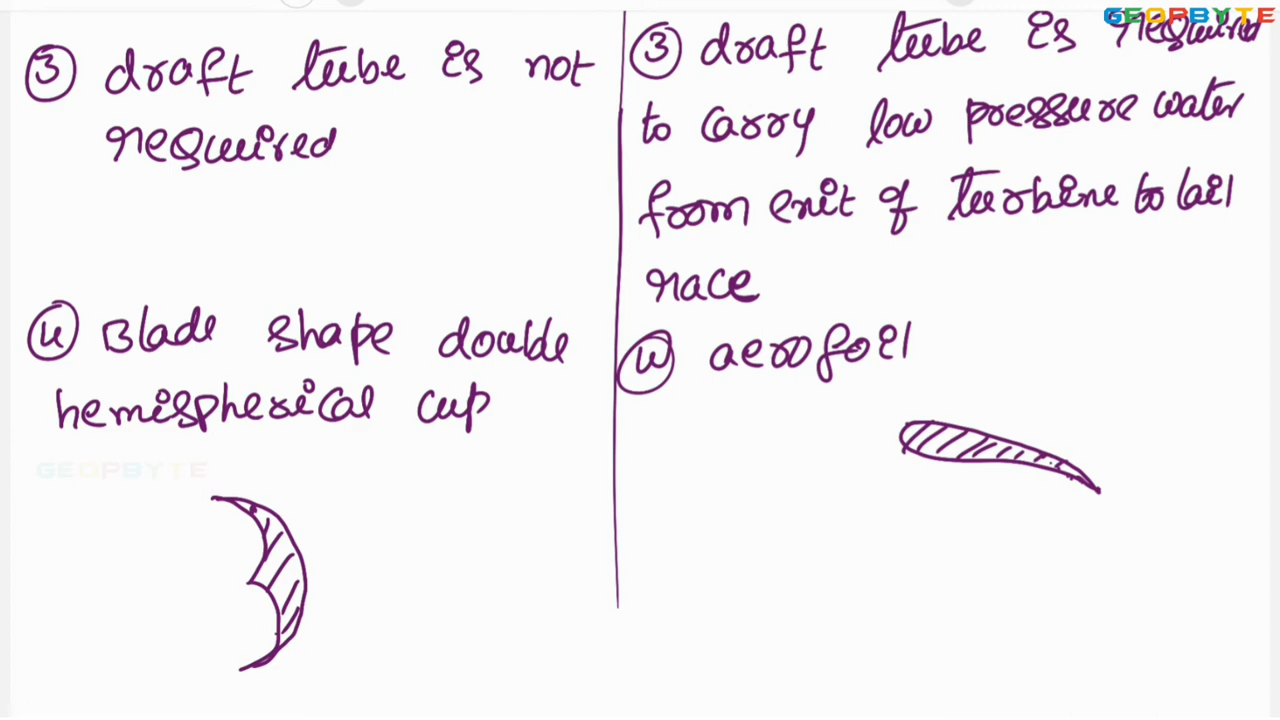 GEOPBYTE
③ draft tube is not
required
④ Blade shape double
hemispherical cup
GEOPBYTE
③ draft tube is required
to carry low pressure water
from exit of turbine to tail
race
④ aerofoil